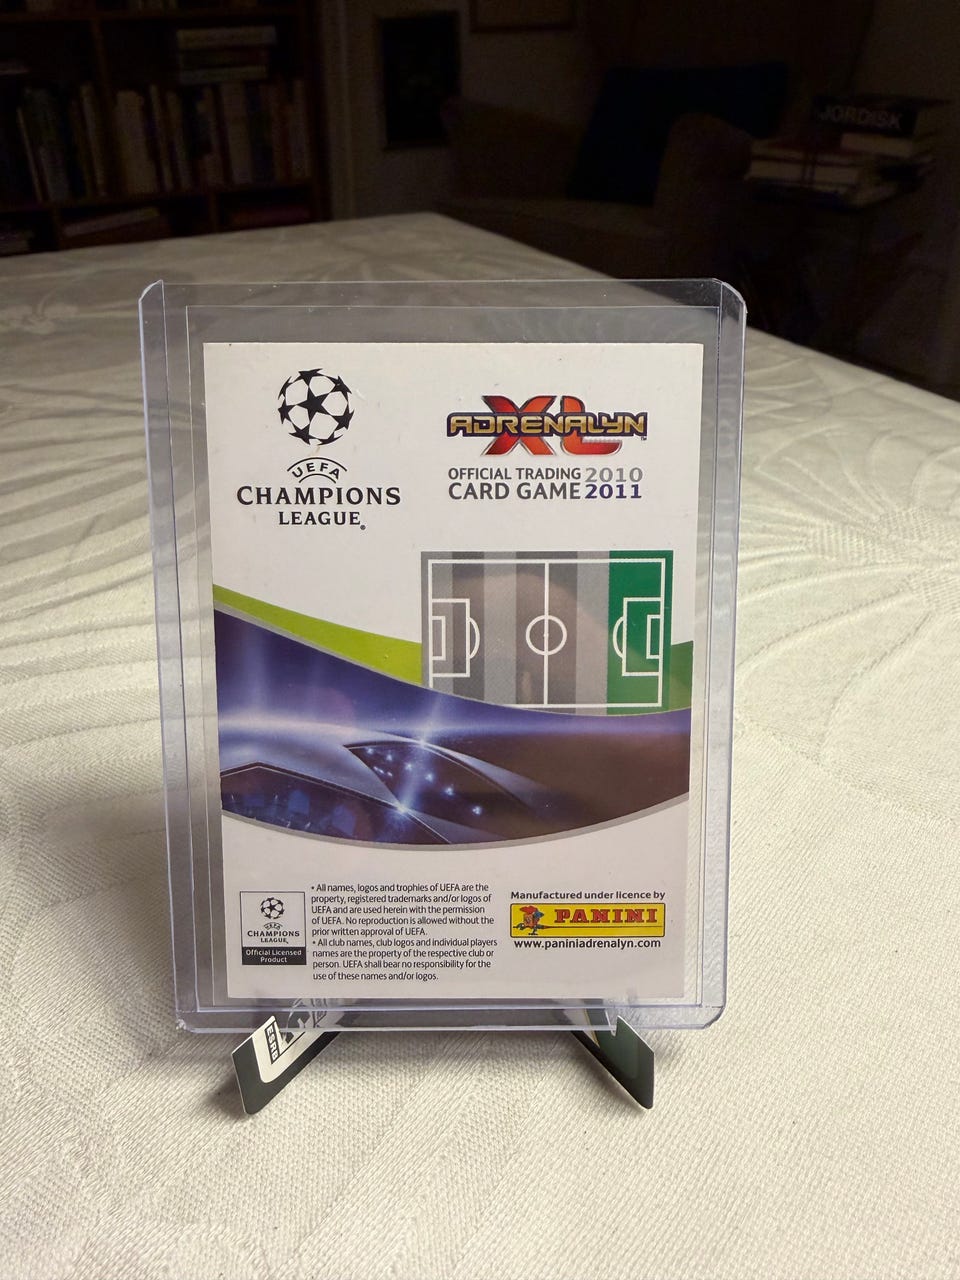 JORDISK
UEFA
CHAMPIONS
LEAGUE®
ADRENALYN XL™
OFFICIAL TRADING 2010
CARD GAME 2011
UEFA
CHAMPIONS
LEAGUE®
Official Licensed
Product
• All names, logos and trophies of UEFA are the
property, registered trademarks and/or logos of
UEFA and are used herein with the permission
of UEFA. No reproduction is allowed without the
prior written approval of UEFA.
• All club names, club logos and individual players
names are the property of the respective club or
person. UEFA shall bear no responsibility for the
use of these names and/or logos.
Manufactured under licence by
PANINI
www.paniniadrenalyn.com
ESRB